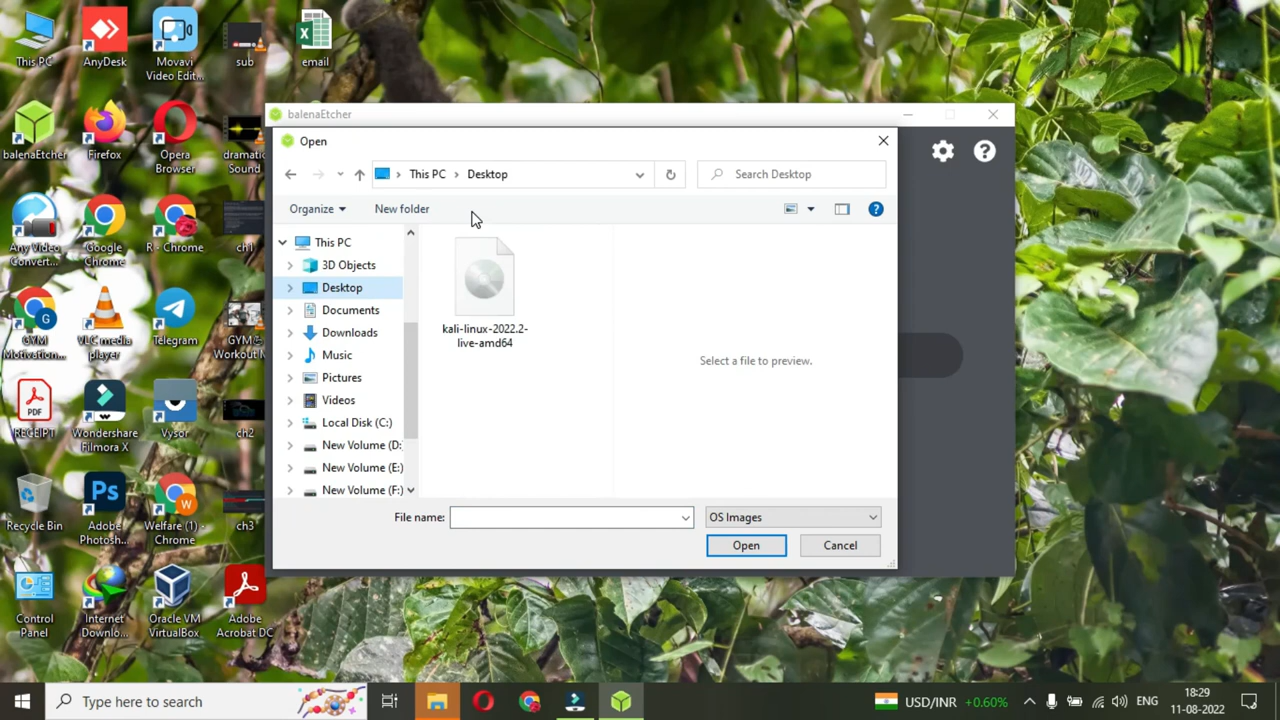 This PC
AnyDesk
Movavi
Video Edit...
sub
email
balenaEtcher
Firefox
Opera
Browser
dramatic
Sound
Any Video
Convert...
Google
Chrome
R - Chrome
ch1
GYM
Motivation...
VLC media
player
Telegram
GYM
Workout
RECEIPT
Wondershare
Filmora X
Vysor
ch2
Recycle Bin
Adobe
Photosh...
Welfare (1) -
Chrome
ch3
Control
Panel
Internet
Downlo...
Oracle VM
VirtualBox
Adobe
Acrobat DC
balenaEtcher
Open
This PC > Desktop
Search Desktop
Organize
New folder
This PC
3D Objects
Desktop
Documents
Downloads
Music
Pictures
Videos
Local Disk (C:)
New Volume (D:
New Volume (E:)
New Volume (F:)
kali-linux-2022.2-
live-amd64
Select a file to preview.
File name:
OS Images
Open
Cancel
Type here to search
USD/INR +0.60%
ENG
18:29
11-08-2022